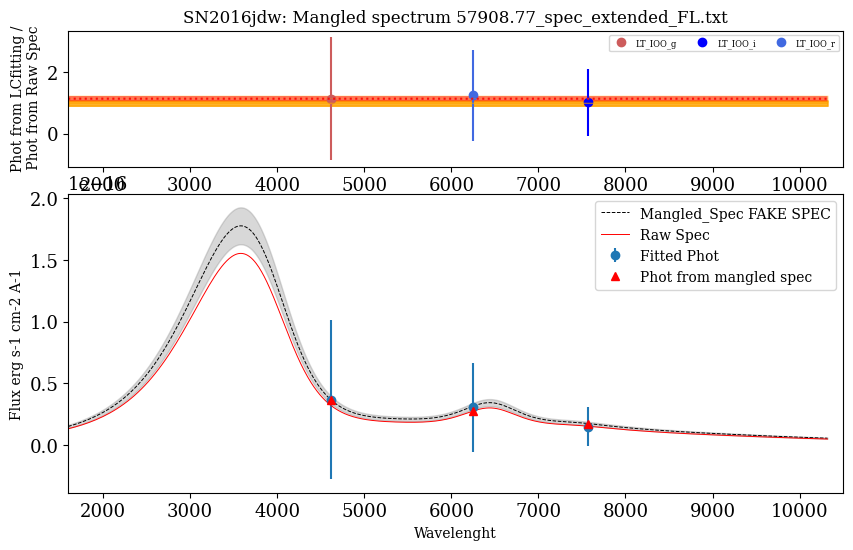 SN2016jdw: Mangled spectrum 57908.77_spec_extended_FL.txt
Phot from LCfitting /
Phot from Raw Spec
2
0
LT_IOO_g LT_IOO_i LT_IOO_r
2000 3000 4000 5000 6000 7000 8000 9000 10000
1e−16
Flux erg s-1 cm-2 A-1
2.0
1.5
1.0
0.5
0.0
Mangled_Spec FAKE SPEC
Raw Spec
Fitted Phot
Phot from mangled spec
2000 3000 4000 5000 6000 7000 8000 9000 10000
Wavelenght